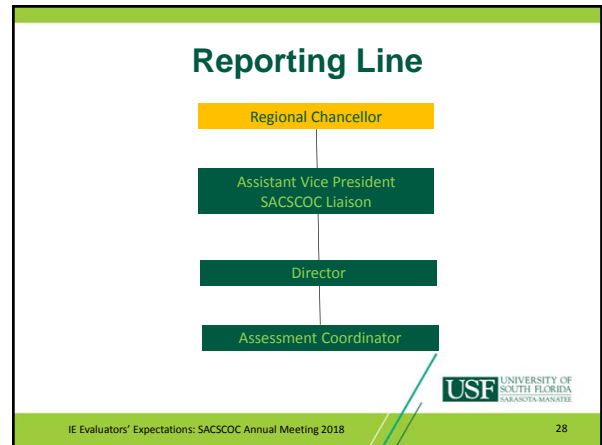 Reporting Line
Regional Chancellor
Assistant Vice President
SACSCOC Liaison
Director
Assessment Coordinator
USF UNIVERSITY OF
SOUTH FLORIDA
SARASOTA-MANATEE
IE Evaluators' Expectations: SACSCOC Annual Meeting 2018 28